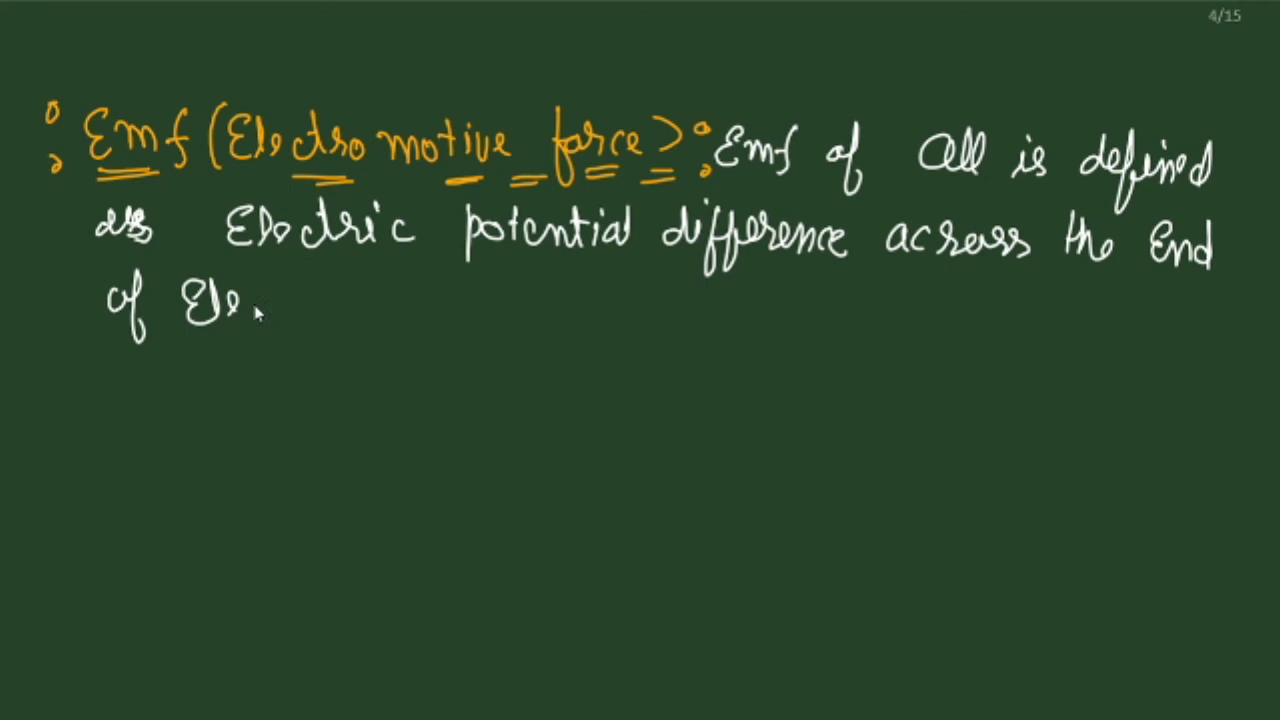 4/15
Emf (Electromotive force): Emf of Cell is defined
as Electric potential difference across the End
of Ele